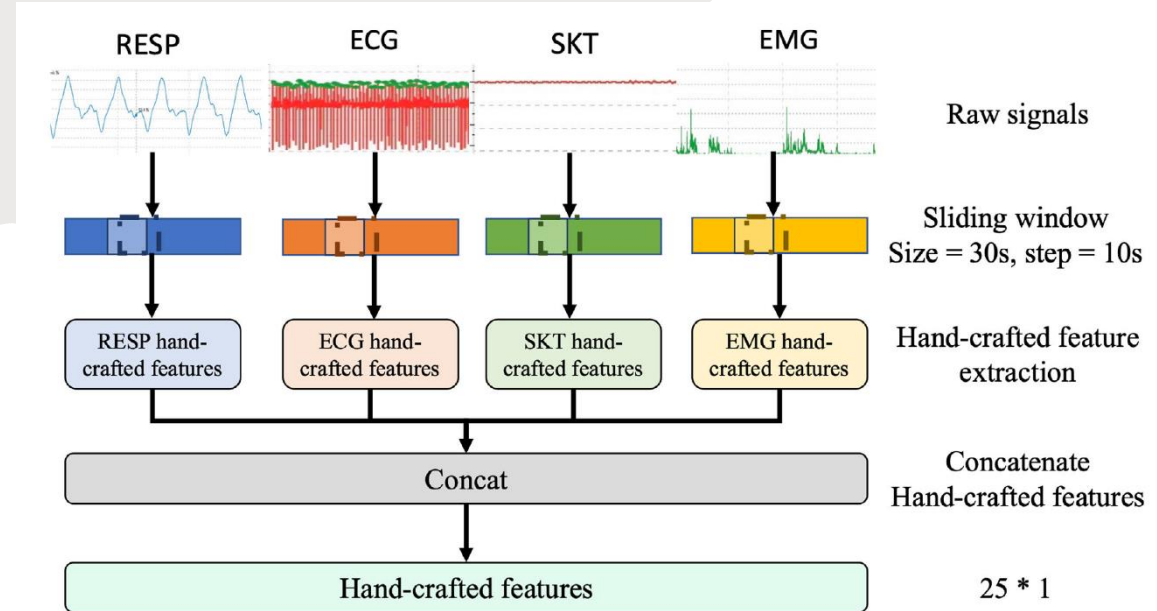 RESP
ECG
SKT
EMG
Raw signals
Sliding window
Size = 30s, step = 10s
RESP hand-
crafted features
ECG hand-
crafted features
SKT hand-
crafted features
EMG hand-
crafted features
Hand-crafted feature
extraction
Concat
Concatenate
Hand-crafted features
Hand-crafted features
25 * 1